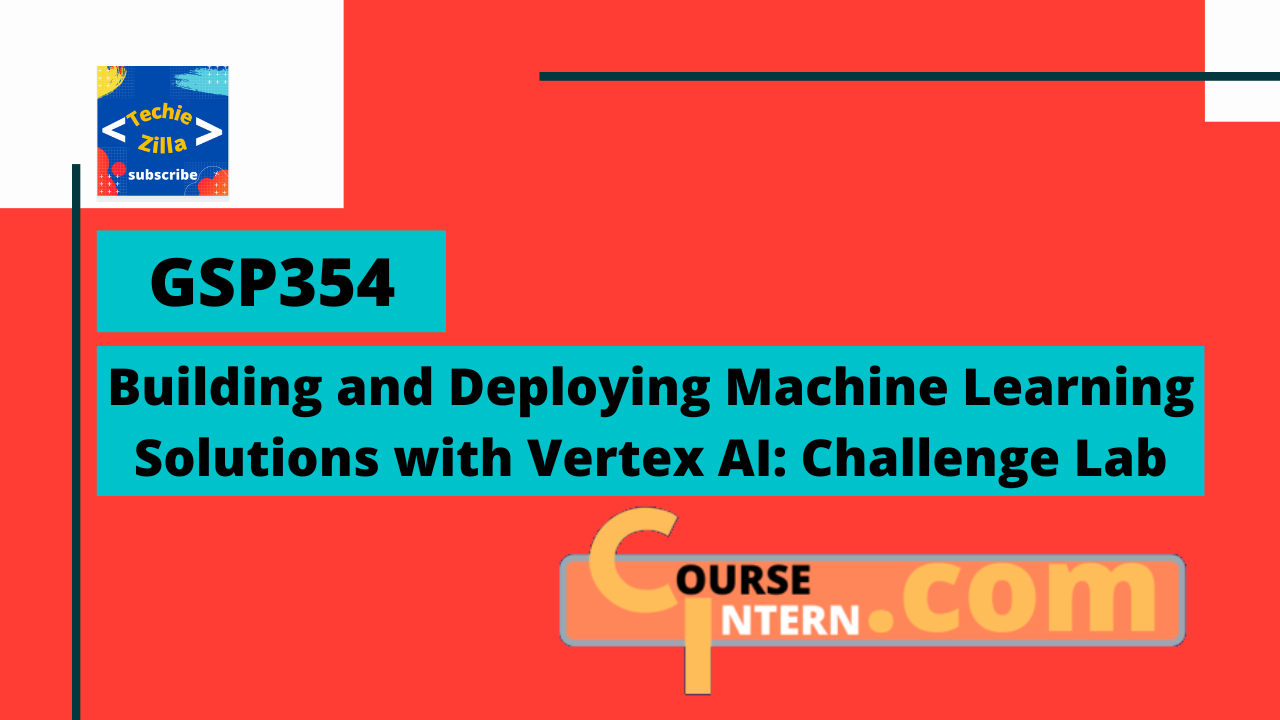 <Techie
Zilla>
subscribe
GSP354
Building and Deploying Machine Learning
Solutions with Vertex AI: Challenge Lab
COURSE
INTERN.com